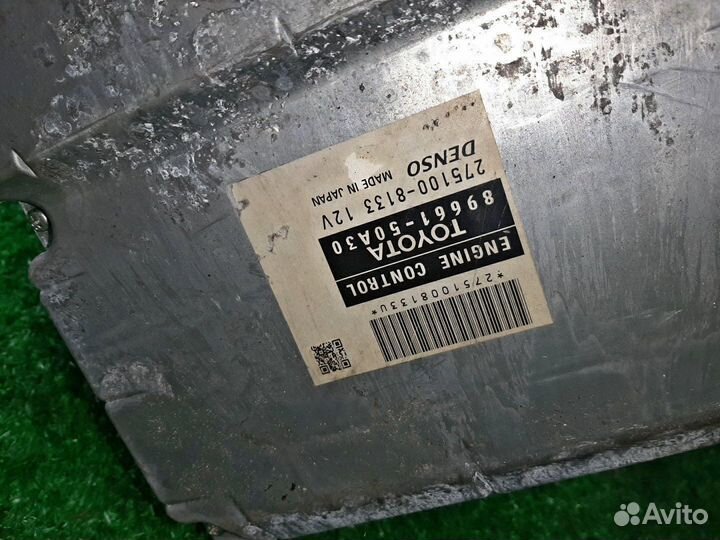 ENGINE CONTROL
TOYOTA
89661-50A30
275100-8133 12V
DENSO MADE IN JAPAN
*2751008133U*
Avito